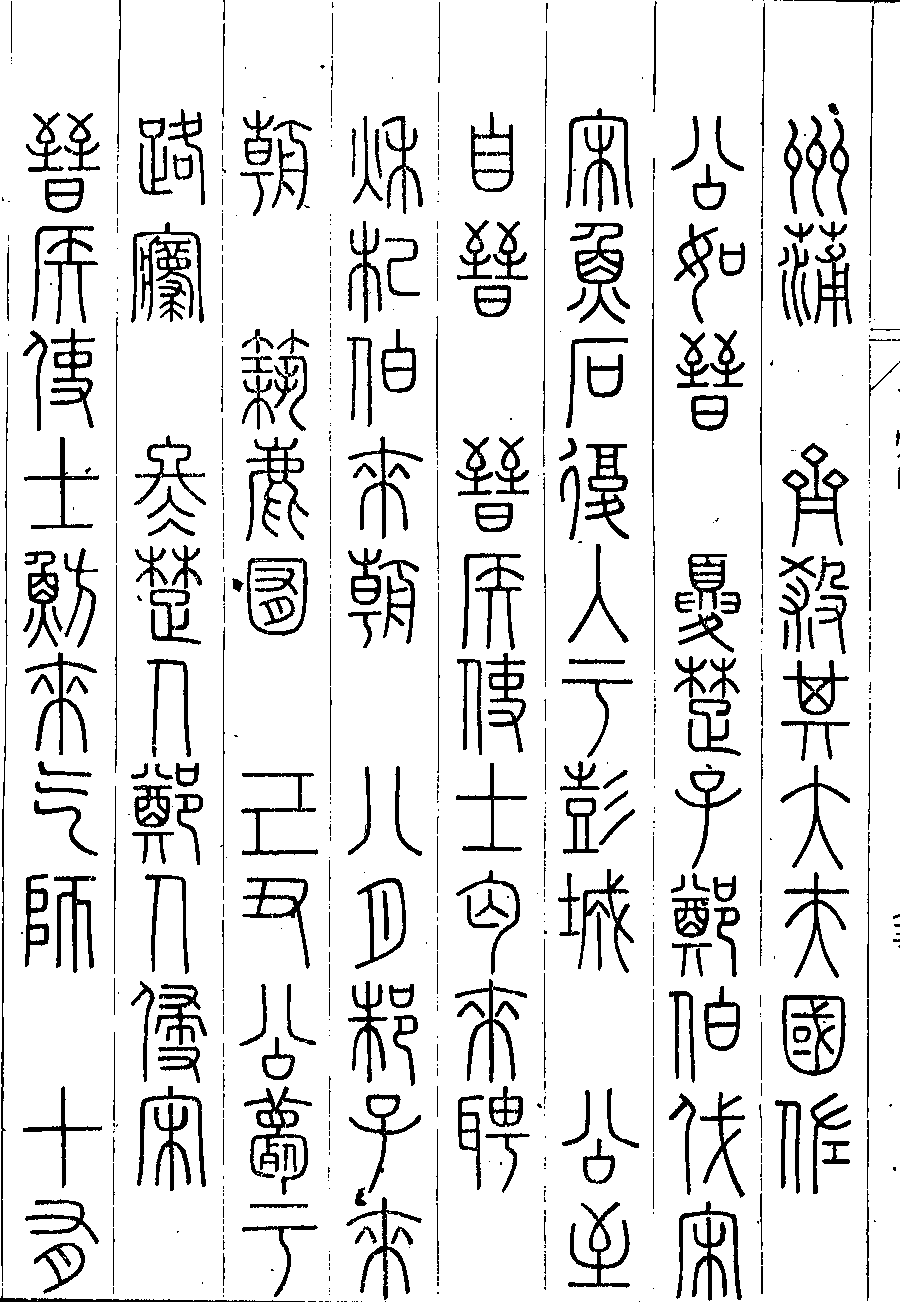 州蒲 齊殺其大夫國佐
公如晉 夏楚子鄭伯伐宋
宋魚石復入于彭城 公至
自晉 晉侯使士匄來聘
秋杞伯來朝 八月邾子來
朝 築鹿囿 己丑公薨于
路寢 冬楚人鄭人侵宋
晉侯使士魴來乞師 十有